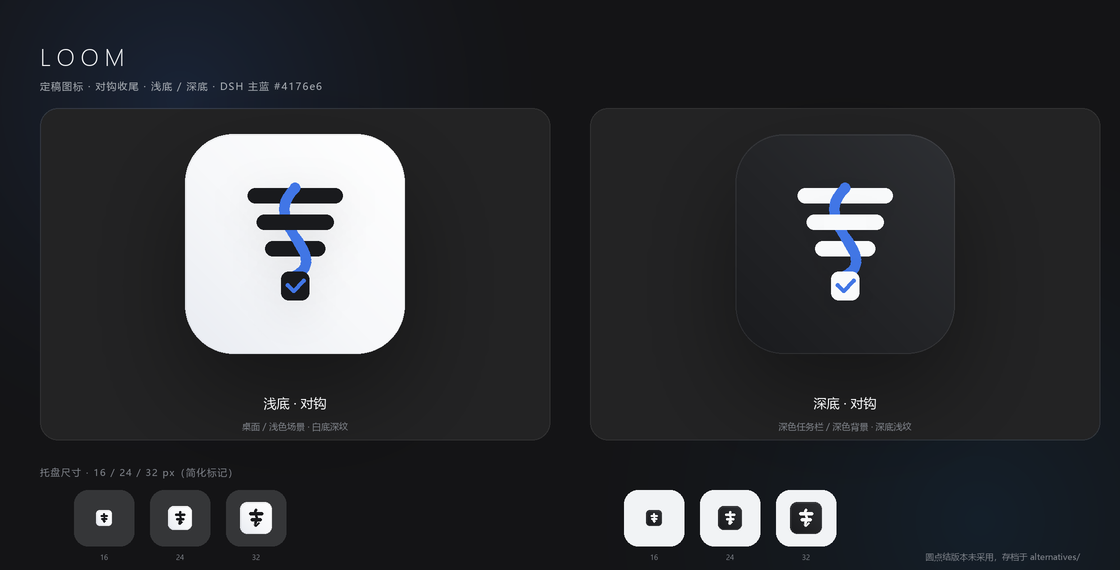 LOOM
定稿图标 · 对钩收尾 · 浅底 / 深底 · DSH 主蓝 #4176e6
浅底 · 对钩
桌面 / 浅色场景 · 白底深纹
深底 · 对钩
深色任务栏 / 深色背景 · 深底浅纹
托盘尺寸 · 16 / 24 / 32 px (简化标记)
16
24
32
16
24
32
圆点结版本未采用，存档于 alternatives/